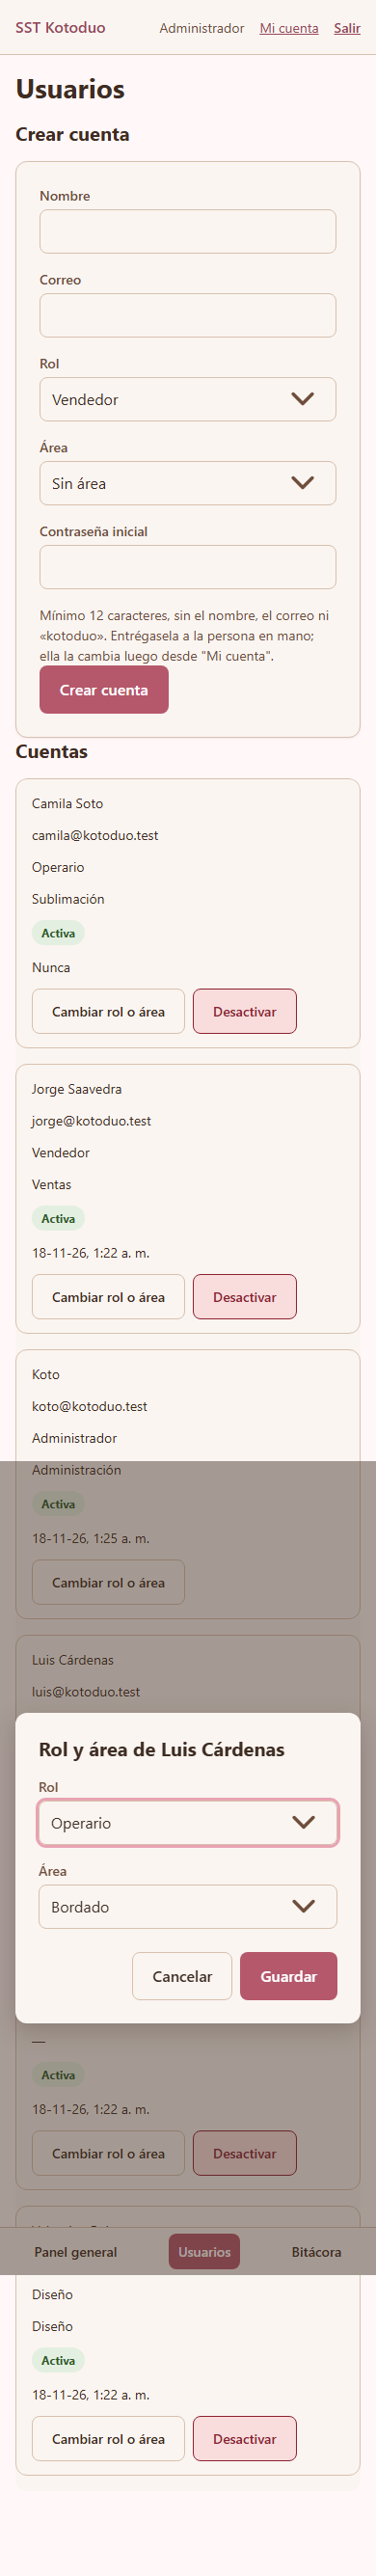 SST Kotoduo
Administrador
Mi cuenta
Salir
Usuarios
Crear cuenta
Nombre
Correo
Rol
Vendedor
Área
Sin área
Contraseña inicial
Mínimo 12 caracteres, sin el nombre, el correo ni
«kotoduo». Entrégasela a la persona en mano;
ella la cambia luego desde "Mi cuenta".
Crear cuenta
Cuentas
Camila Soto
camila@kotoduo.test
Operario
Sublimación
Activa
Nunca
Cambiar rol o área
Desactivar
Jorge Saavedra
jorge@kotoduo.test
Vendedor
Ventas
Activa
18-11-26, 1:22 a. m.
Cambiar rol o área
Desactivar
Koto
koto@kotoduo.test
Administrador
Administración
Activa
18-11-26, 1:25 a. m.
Cambiar rol o área
Luis Cárdenas
luis@kotoduo.test
Rol y área de Luis Cárdenas
Rol
Operario
Área
Bordado
Cancelar
Guardar
—
Activa
18-11-26, 1:22 a. m.
Cambiar rol o área
Desactivar
Panel general
Usuarios
Bitácora
Diseño
Diseño
Activa
18-11-26, 1:22 a. m.
Cambiar rol o área
Desactivar